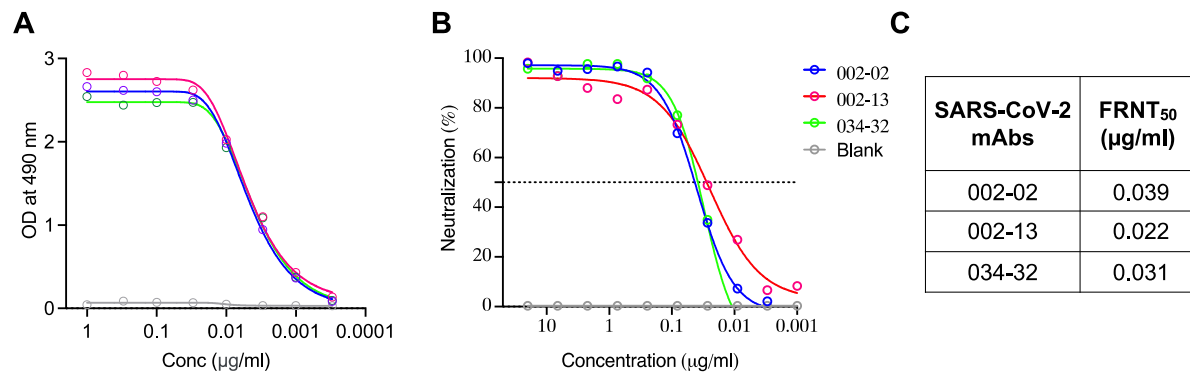 A
3
2
1
0
OD at 490 nm
1
0.1
0.01
0.001
0.0001
Conc (µg/ml)
B
100
80
60
40
20
0
Neutralization (%)
10
1
0.1
0.01
0.001
Concentration (µg/ml)
002-02
002-13
034-32
Blank
C
SARS-CoV-2 mAbs
FRNT50 (µg/ml)
002-02 0.039
002-13 0.022
034-32 0.031